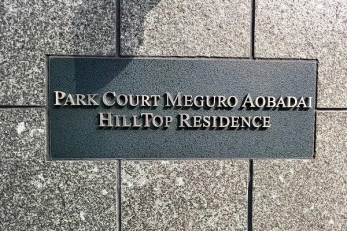 Park Court Meguro Aobadai
HillTop Residence